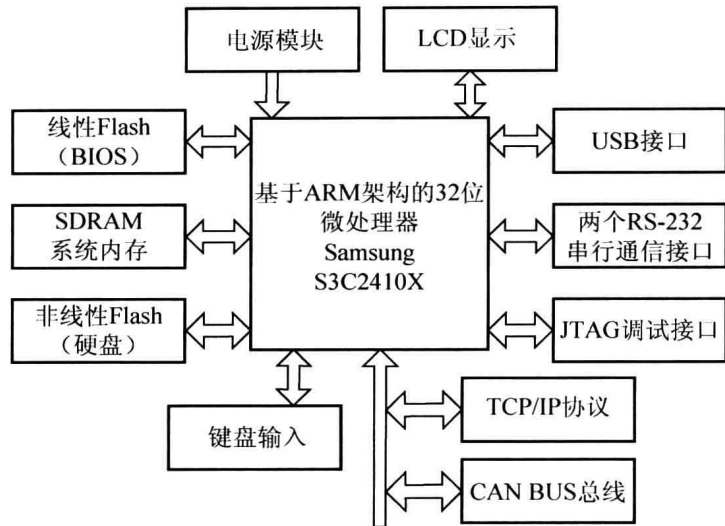 电源模块
LCD显示
线性Flash
（BIOS）
SDRAM
系统内存
非线性Flash
（硬盘）
基于ARM架构的32位
微处理器
Samsung
S3C2410X
USB接口
两个RS-232
串行通信接口
JTAG调试接口
键盘输入
TCP/IP协议
CAN BUS总线